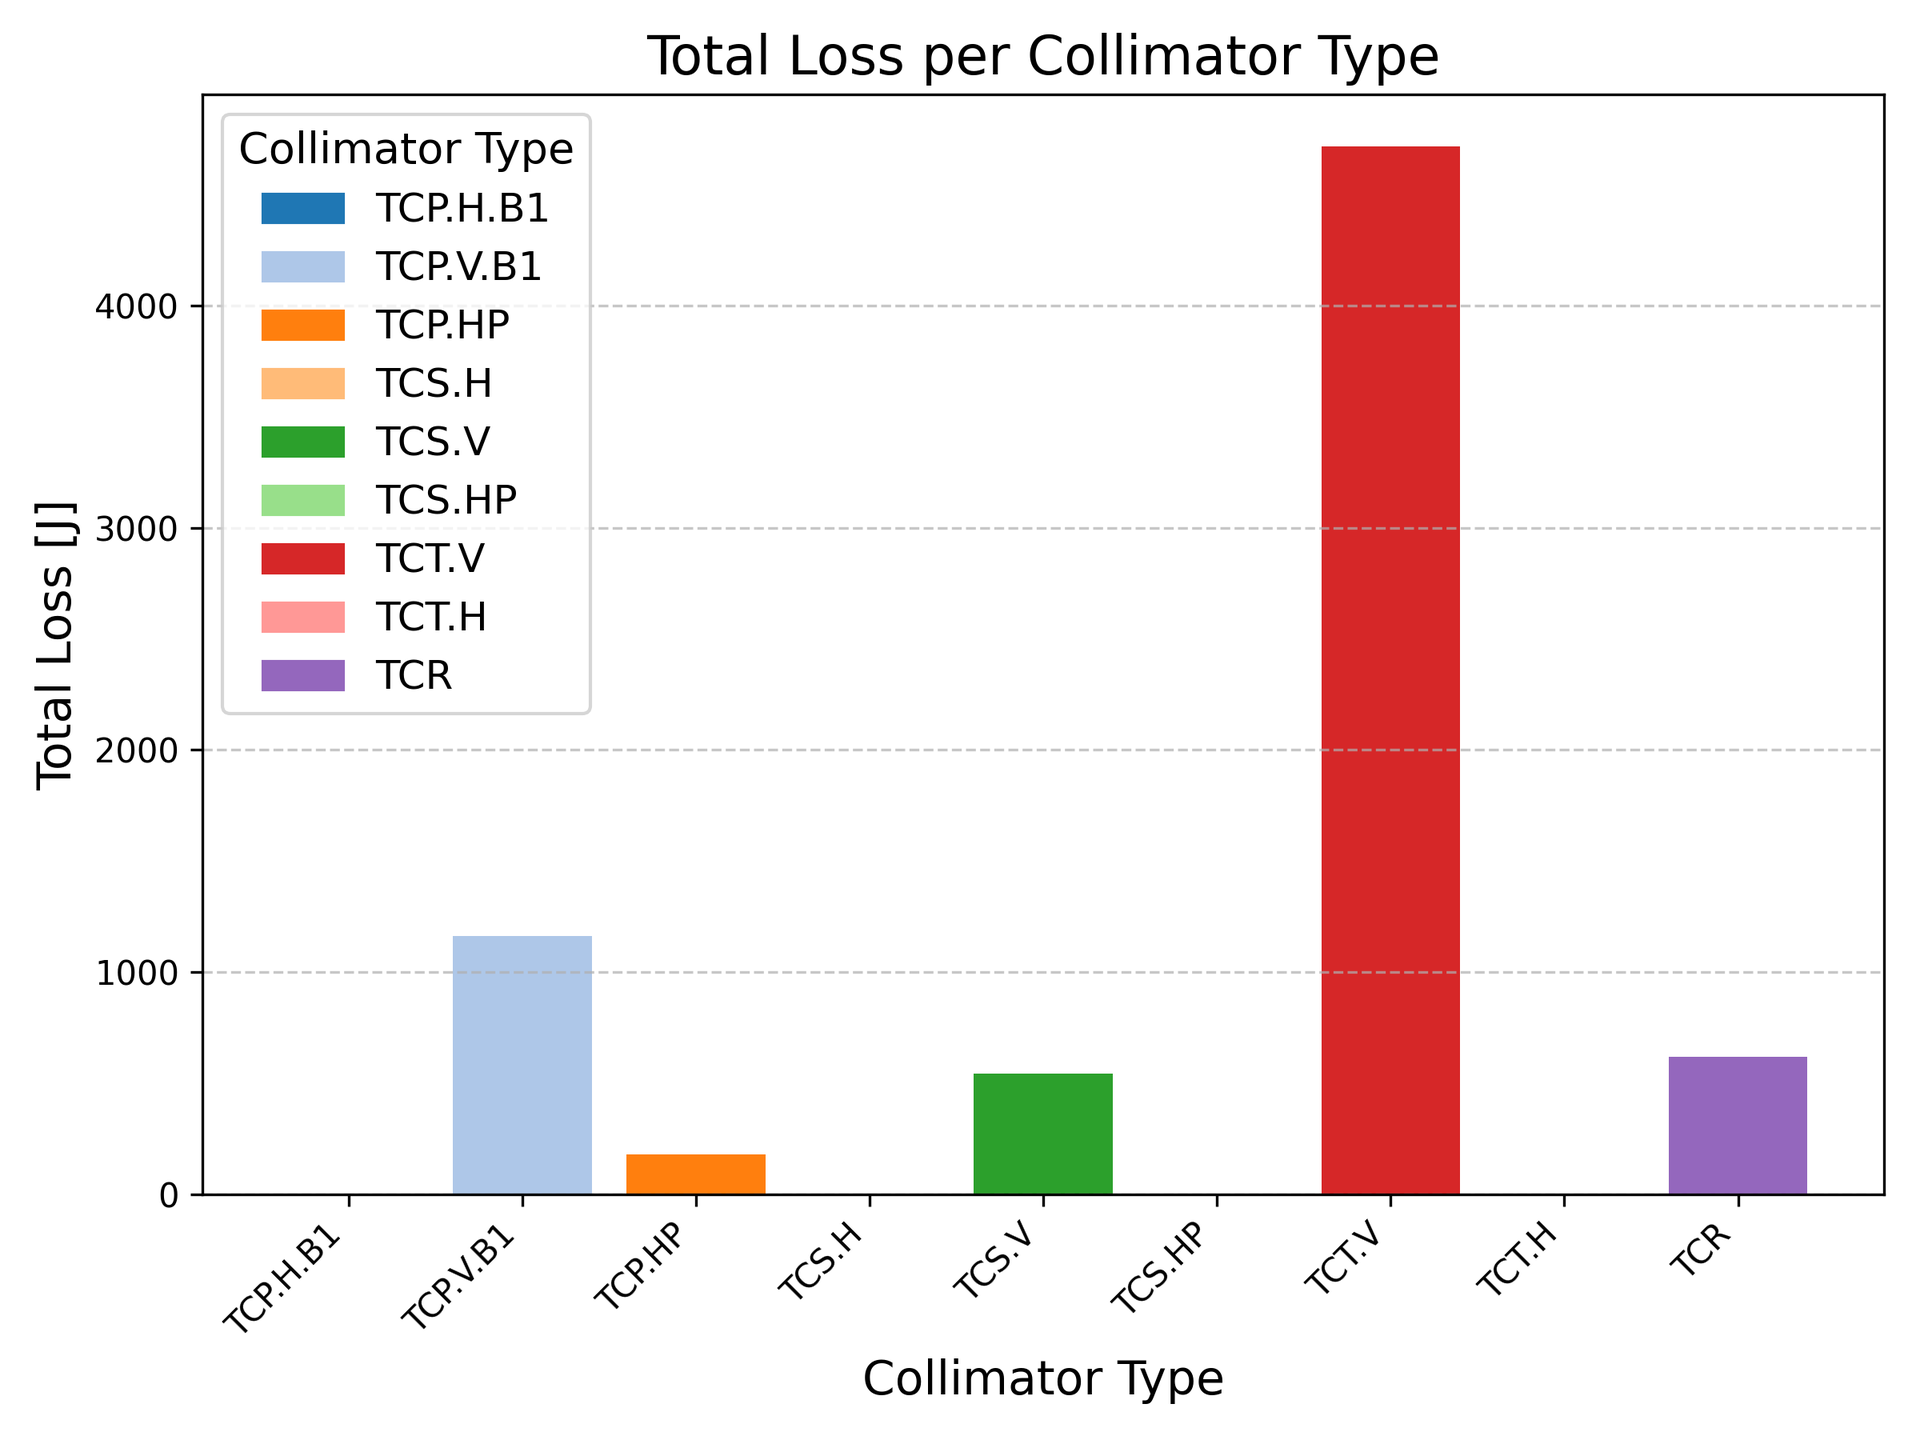 Total Loss per Collimator Type
Collimator Type
TCP.H.B1
TCP.V.B1
TCP.HP
TCS.H
TCS.V
TCS.HP
TCT.V
TCT.H
TCR
Total Loss [J]
4000
3000
2000
1000
0
TCP.H.B1
TCP.V.B1
TCP.HP
TCS.H
TCS.V
TCS.HP
TCT.V
TCT.H
TCR
Collimator Type